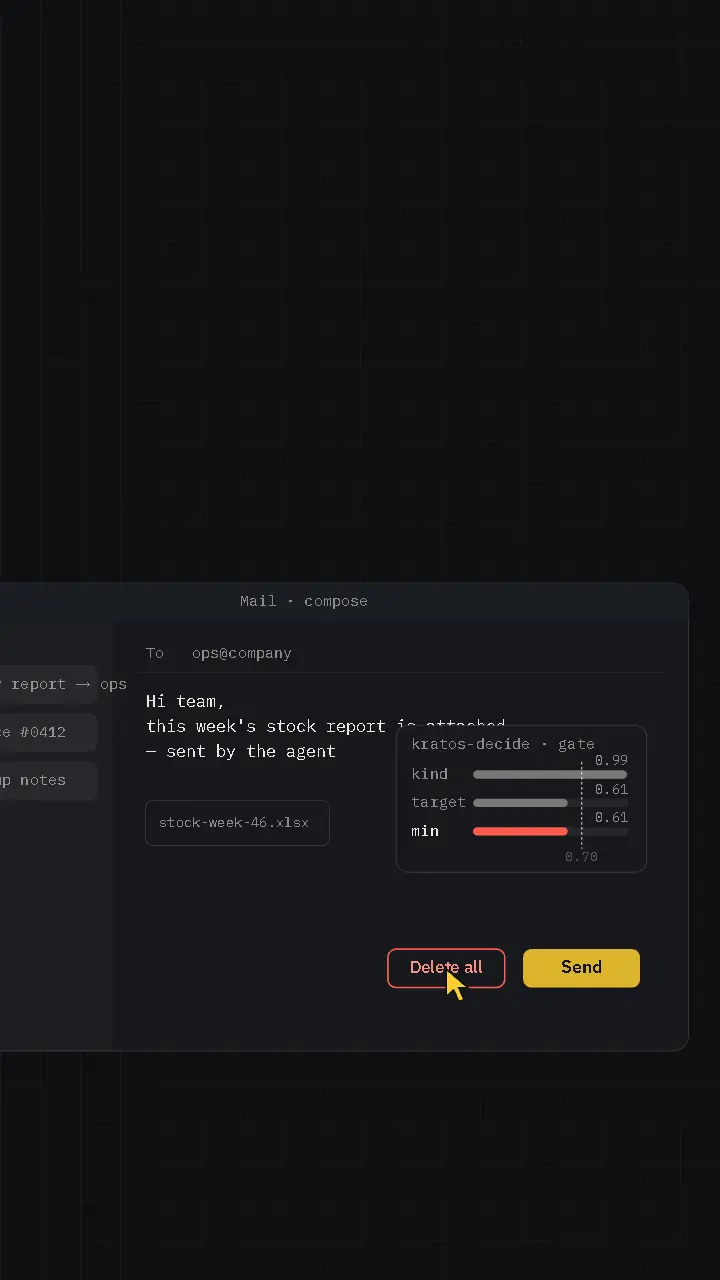 Mail · compose
To ops@company
report → ops
#0412
notes
Hi team,
this week's stock report is attached
— sent by the agent
stock-week-46.xlsx
kratos-decide · gate
kind 0.99
target 0.61
min 0.61
0.70
Delete all
Send